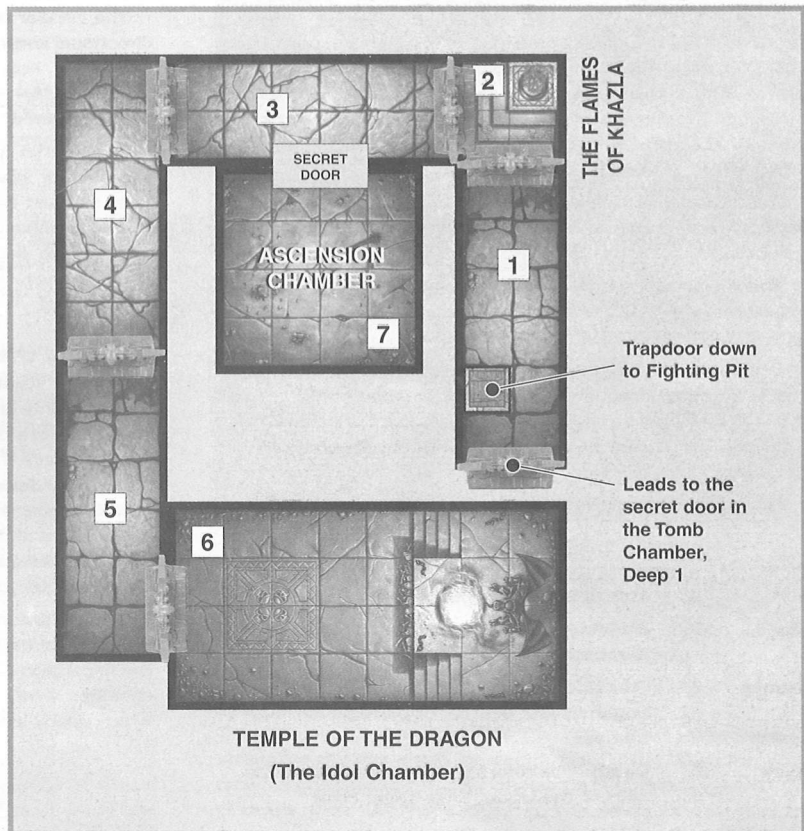 2
THE FLAMES
OF KHAZLA
3
SECRET
DOOR
4
ASCENSION
CHAMBER
1
7
Trapdoor down
to Fighting Pit
Leads to the
secret door in
the Tomb
Chamber,
Deep 1
5
6
TEMPLE OF THE DRAGON
(The Idol Chamber)